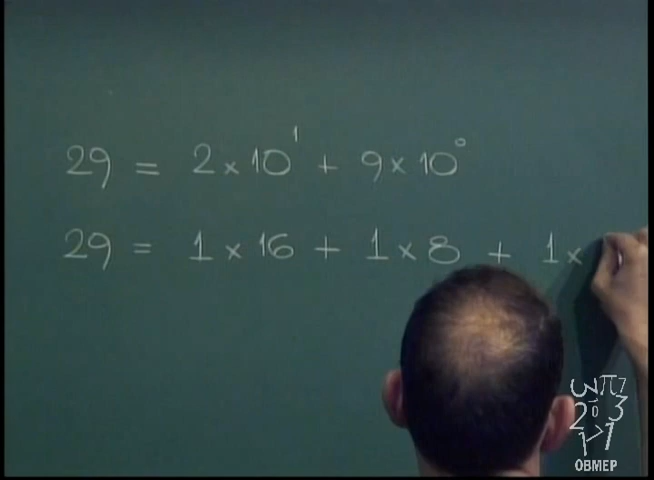 29 = 2 × 10¹ + 9 × 10⁰
29 = 1 × 16 + 1 × 8 + 1 ×
OBMEP